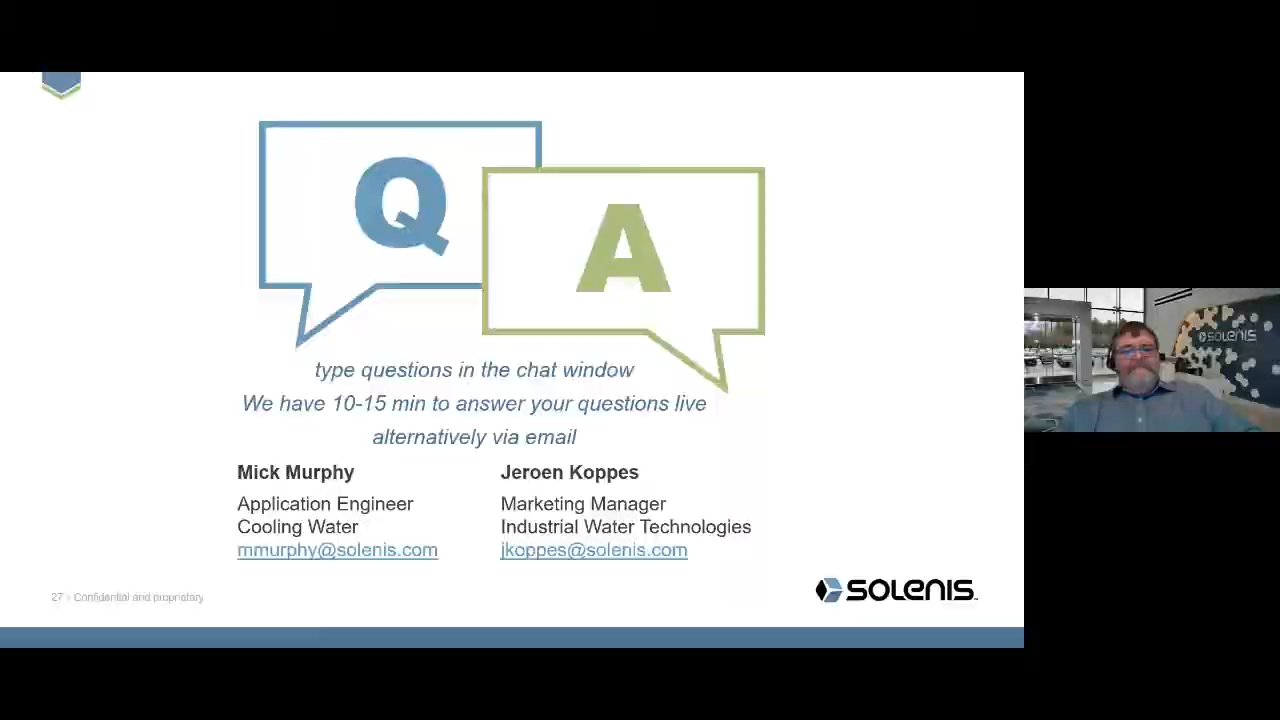 Q
A
type questions in the chat window
We have 10-15 min to answer your questions live
alternatively via email
Mick Murphy
Application Engineer
Cooling Water
mmurphy@solenis.com
Jeroen Koppes
Marketing Manager
Industrial Water Technologies
jkoppes@solenis.com
27 - Confidential and proprietary
SOLENIS
SOLENIS